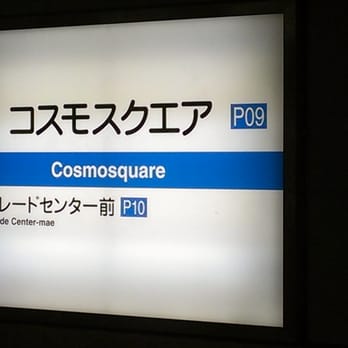 コスモスクエア P09
Cosmosquare
レードセンター前 P10
de Center-mae